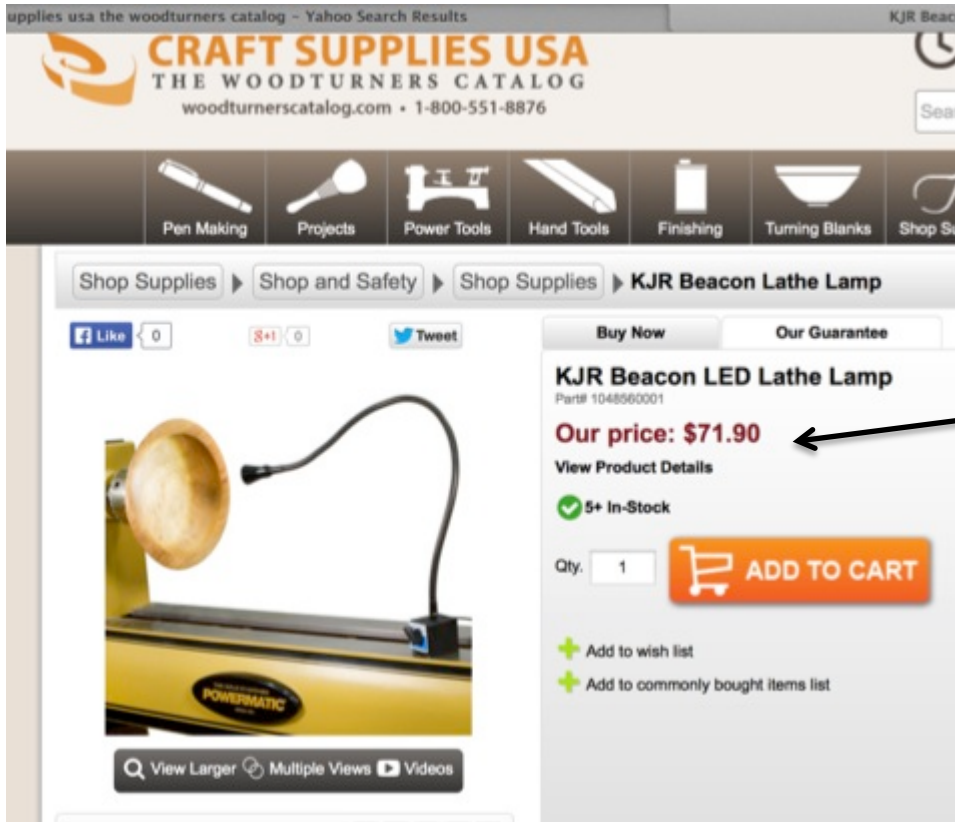 upplies usa the woodturners catalog – Yahoo Search Results
KJR Beac
CRAFT SUPPLIES USA
THE WOODTURNERS CATALOG
woodturnerscatalog.com • 1-800-551-8876
Sea
Pen Making
Projects
Power Tools
Hand Tools
Finishing
Turning Blanks
Shop Su
Shop Supplies
Shop and Safety
Shop Supplies
KJR Beacon Lathe Lamp
Like 0
8+1 0
Tweet
Buy Now
Our Guarantee
KJR Beacon LED Lathe Lamp
Part# 1048560001
Our price: $71.90
View Product Details
5+ In-Stock
Qty. 1
ADD TO CART
Add to wish list
Add to commonly bought items list
POWERMATIC
View Larger
Multiple Views
Videos